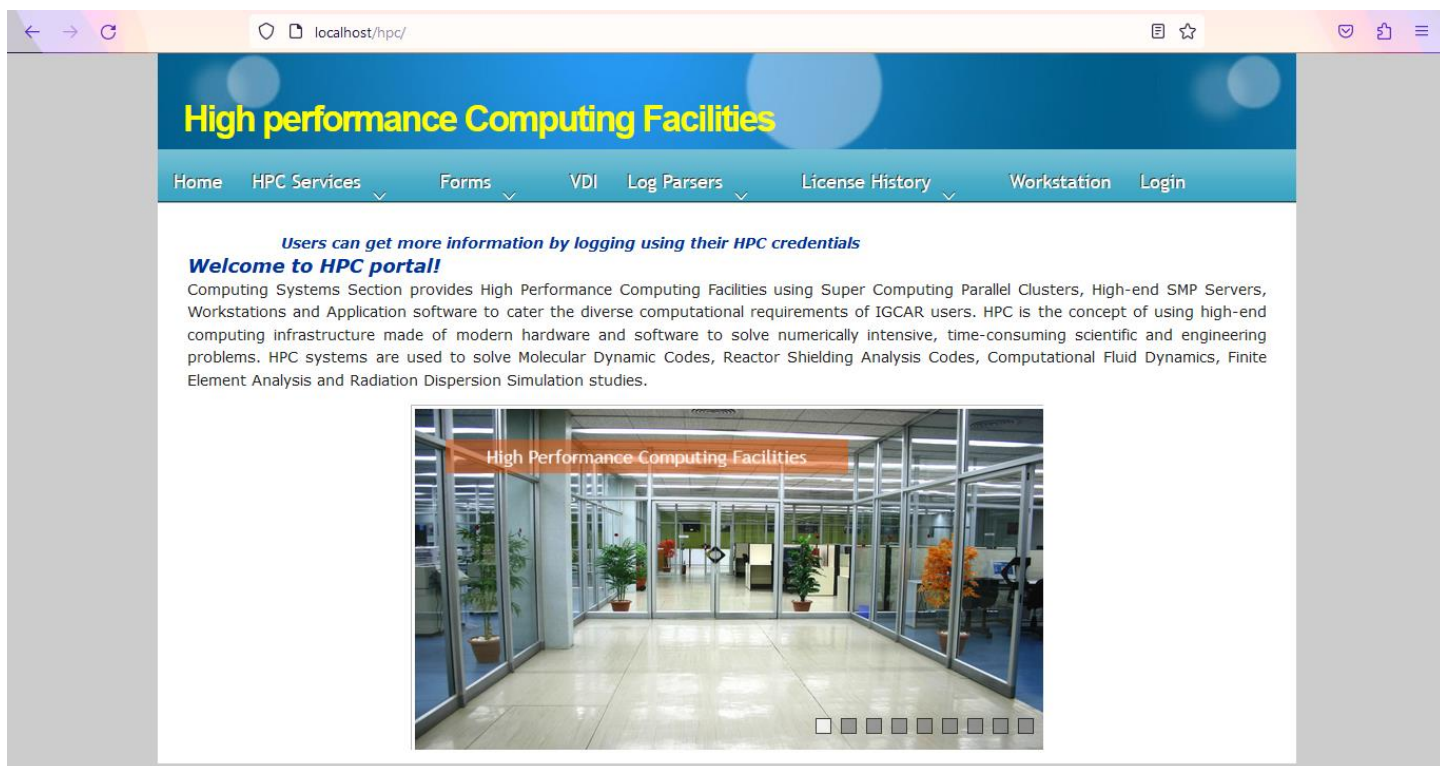 localhost/hpc/
High performance Computing Facilities
Home HPC Services Forms VDI Log Parsers License History Workstation Login
Users can get more information by logging using their HPC credentials
Welcome to HPC portal!
Computing Systems Section provides High Performance Computing Facilities using Super Computing Parallel Clusters, High-end SMP Servers,
Workstations and Application software to cater the diverse computational requirements of IGCAR users. HPC is the concept of using high-end
computing infrastructure made of modern hardware and software to solve numerically intensive, time-consuming scientific and engineering
problems. HPC systems are used to solve Molecular Dynamic Codes, Reactor Shielding Analysis Codes, Computational Fluid Dynamics, Finite
Element Analysis and Radiation Dispersion Simulation studies.
High Performance Computing Facilities